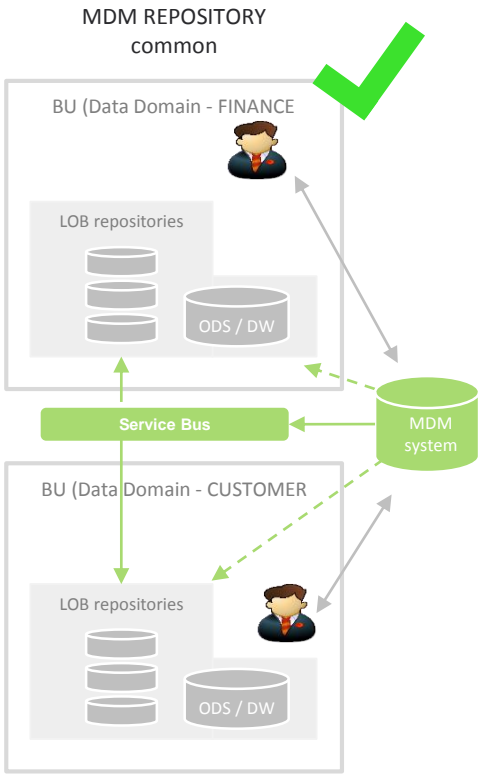 MDM REPOSITORY
common
BU (Data Domain - FINANCE
LOB repositories
ODS / DW
Service Bus
MDM
system
BU (Data Domain - CUSTOMER
LOB repositories
ODS / DW